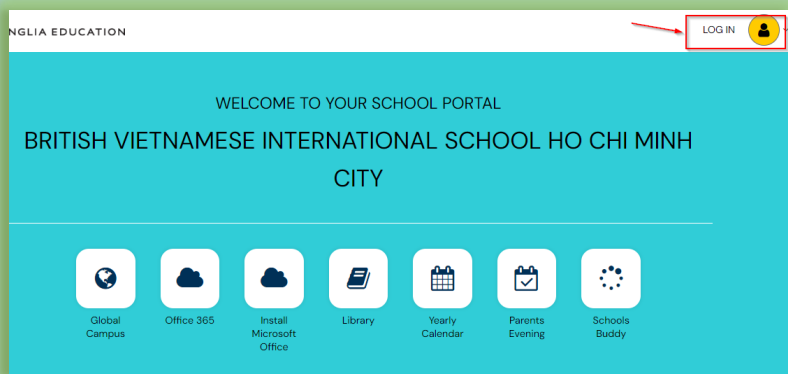 NGLIA EDUCATION
LOG IN
WELCOME TO YOUR SCHOOL PORTAL
BRITISH VIETNAMESE INTERNATIONAL SCHOOL HO CHI MINH
CITY
Global
Campus
Office 365
Install
Microsoft
Office
Library
Yearly
Calendar
Parents
Evening
Schools
Buddy